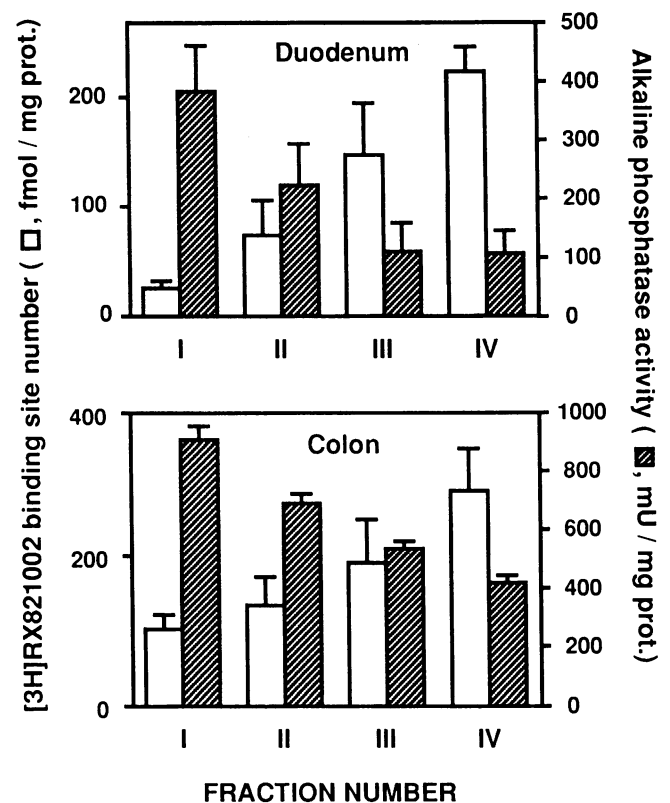 [3H]RX821002 binding site number ( □, fmol / mg prot.)
Duodenum
200
100
0
500
400
300
200
100
0
I II III IV
Colon
400
200
0
1000
800
600
400
200
0
I II III IV
Alkaline phosphatase activity ( ▨, mU / mg prot.)
FRACTION NUMBER